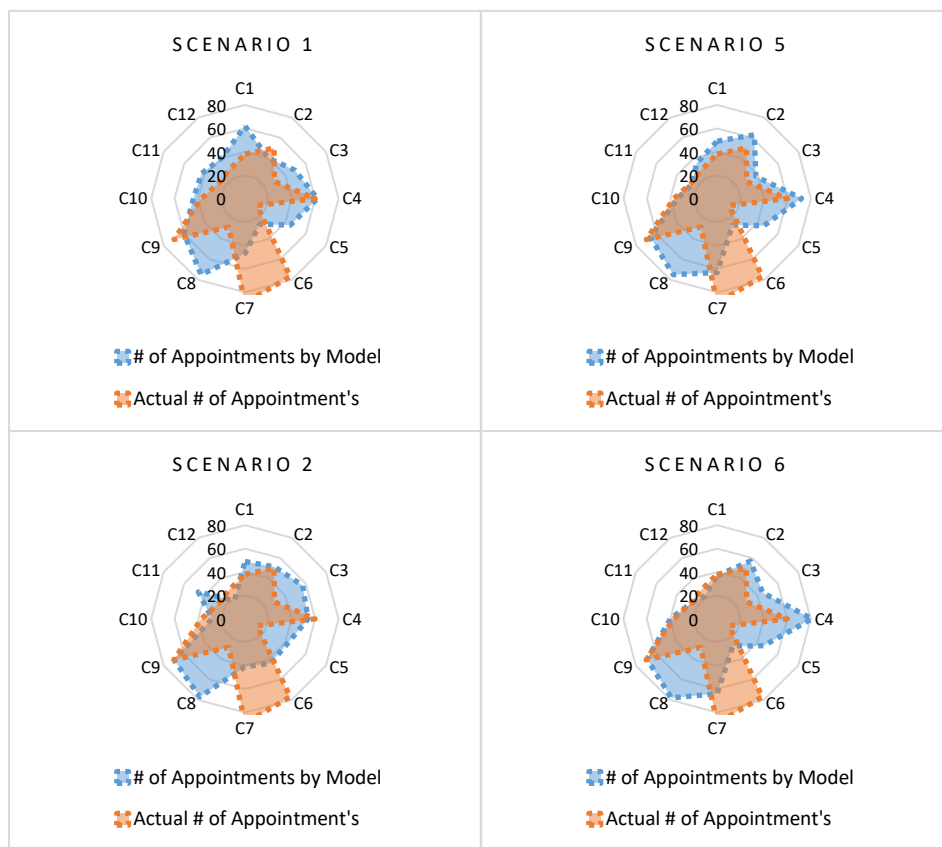 SCENARIO 1
C1
C2
C3
C4
C5
C6
C7
C8
C9
C10
C11
C12
80
60
40
20
0
# of Appointments by Model
Actual # of Appointment's
SCENARIO 5
C1
C2
C3
C4
C5
C6
C7
C8
C9
C10
C11
C12
80
60
40
20
0
# of Appointments by Model
Actual # of Appointment's
SCENARIO 2
C1
C2
C3
C4
C5
C6
C7
C8
C9
C10
C11
C12
80
60
40
20
0
# of Appointments by Model
Actual # of Appointment's
SCENARIO 6
C1
C2
C3
C4
C5
C6
C7
C8
C9
C10
C11
C12
80
60
40
20
0
# of Appointments by Model
Actual # of Appointment's